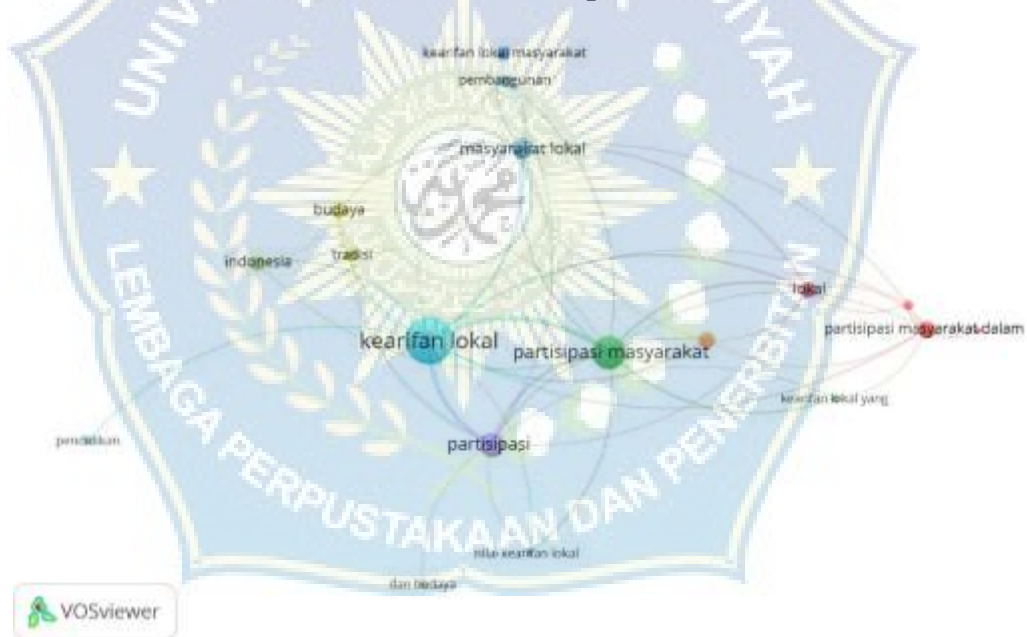 kearifan lokal masyarakat
pembangunan
masyarakat lokal
budaya
tradisi
indonesia
lokal
partisipasi masyarakat dalam
kearifan lokal
partisipasi masyarakat
kearifan lokal yang
pendidikan
partisipasi
nilai kearifan lokal
dan budaya
LEMBAGA PERPUSTAKAAN DAN PENERBITAN
محمد
VOSviewer